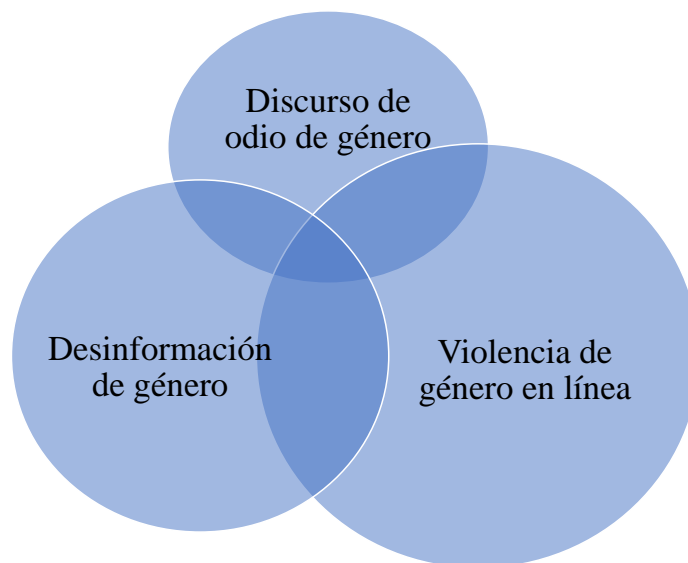 Discurso de
odio de género
Desinformación
de género
Violencia de
género en línea